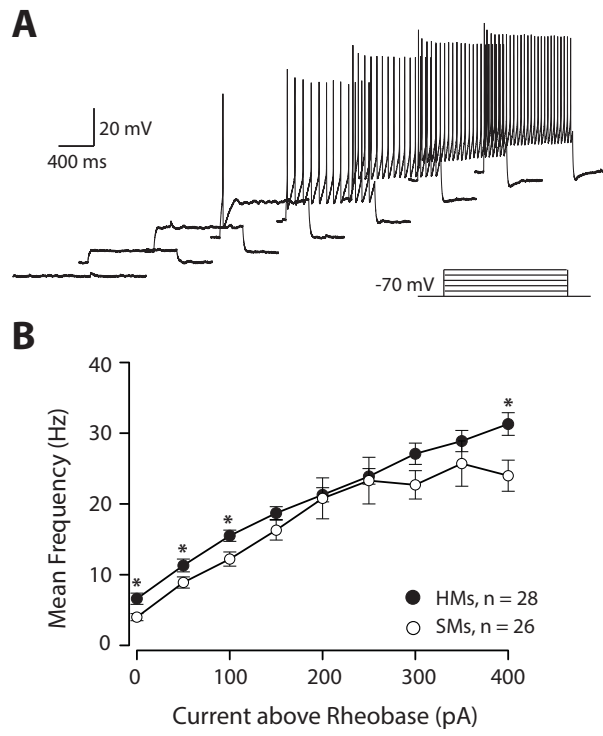 A
20 mV
400 ms
-70 mV
B
40
30
20
10
0
Mean Frequency (Hz)
*
*
*
*
HMs, n = 28
SMs, n = 26
0
100
200
300
400
Current above Rheobase (pA)